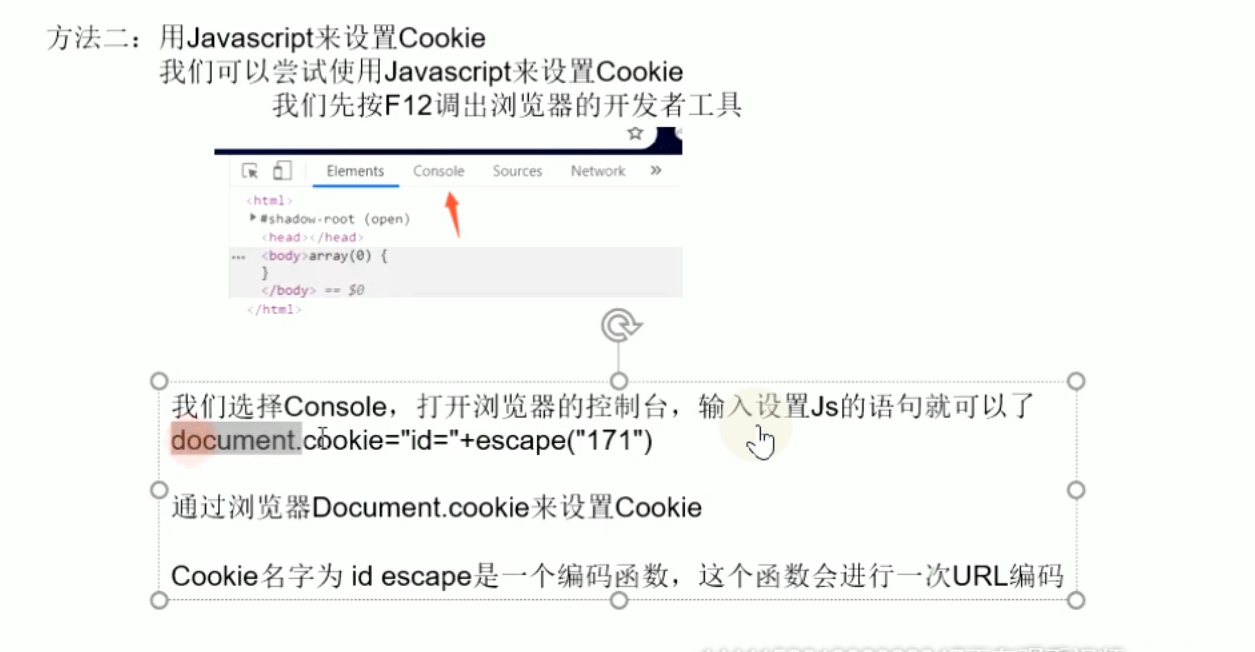 方法二：用Javascript来设置Cookie
我们可以尝试使用Javascript来设置Cookie
我们先按F12调出浏览器的开发者工具
Elements Console Sources Network »
<html>
#shadow-root (open)
<head></head>
<body>array(0) {
}
</body> == $0
</html>
我们选择Console，打开浏览器的控制台，输入设置Js的语句就可以了
document.cookie="id="+escape("171")
通过浏览器Document.cookie来设置Cookie
Cookie名字为 id escape是一个编码函数，这个函数会进行一次URL编码